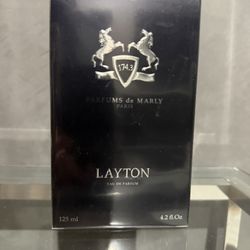 1743
PARFUMS de MARLY
PARIS
LAYTON
EAU DE PARFUM
125 ml 4.2 fl.Oz